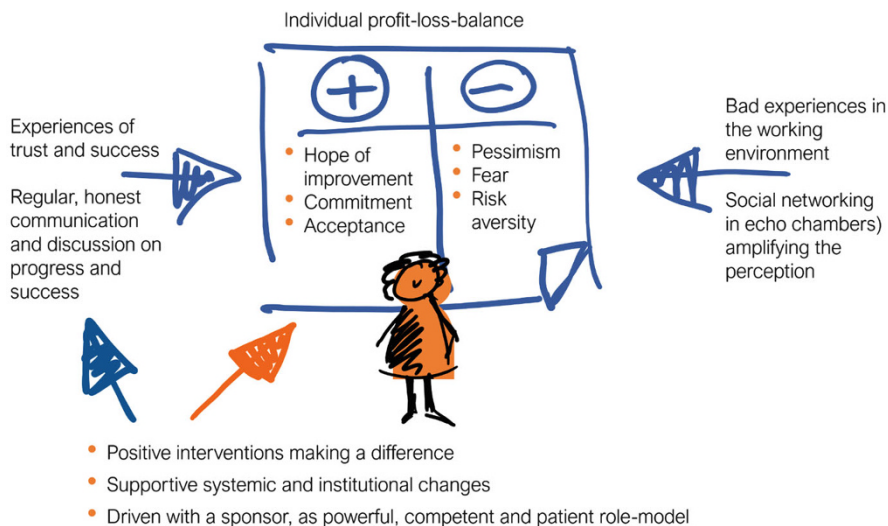 Individual profit-loss-balance
+
−
Experiences of
trust and success
Regular, honest
communication
and discussion on
progress and
success
• Hope of
improvement
• Commitment
• Acceptance
• Pessimism
• Fear
• Risk
aversity
Bad experiences in
the working
environment
Social networking
in echo chambers)
amplifying the
perception
• Positive interventions making a difference
• Supportive systemic and institutional changes
• Driven with a sponsor, as powerful, competent and patient role-model